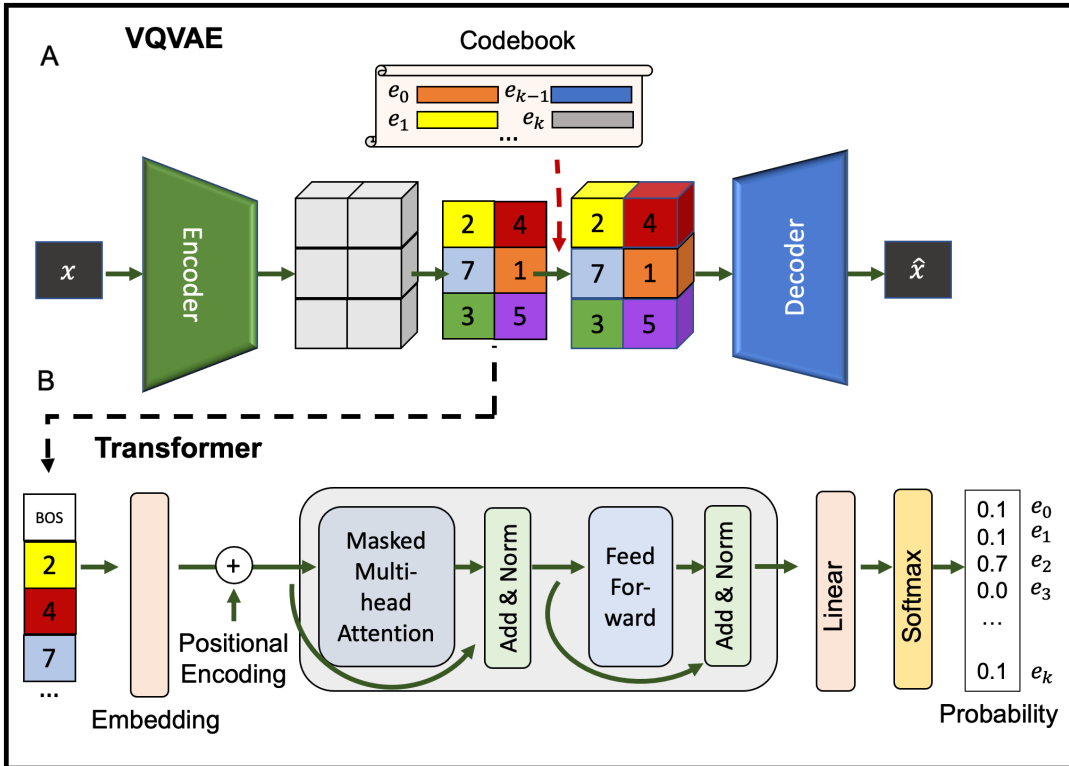 A
VQVAE
Codebook
e₀
eₖ₋₁
e₁
eₖ
...
x
Encoder
2 4
7 1
3 5
2 4
7 1
3 5
Decoder
x̂
B
Transformer
BOS
2
4
7
...
Embedding
+
Positional
Encoding
Masked
Multi-
head
Attention
Add & Norm
Feed
For-
ward
Add & Norm
Linear
Softmax
0.1 e₀
0.1 e₁
0.7 e₂
0.0 e₃
...
0.1 eₖ
Probability